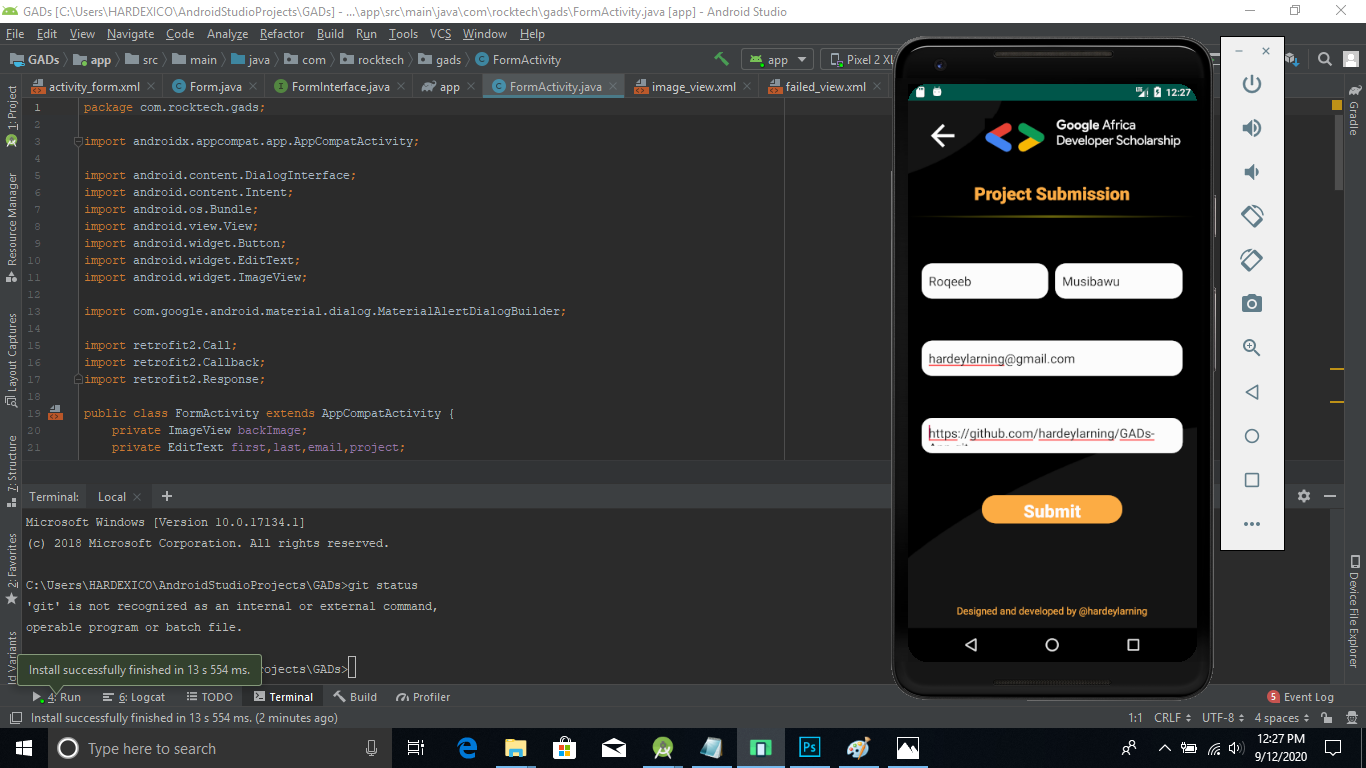 GADs [C:\Users\HARDEXICO\AndroidStudioProjects\GADs] - ...\app\src\main\java\com\rocktech\gads\FormActivity.java [app] - Android Studio
File Edit View Navigate Code Analyze Refactor Build Run Tools VCS Window Help
GADs app src main java com rocktech gads FormActivity app Pixel 2 XL
activity_form.xml Form.java FormInterface.java app FormActivity.java image_view.xml failed_view.xml
1 package com.rocktech.gads;
2
3 import androidx.appcompat.app.AppCompatActivity;
4
5 import android.content.DialogInterface;
6 import android.content.Intent;
7 import android.os.Bundle;
8 import android.view.View;
9 import android.widget.Button;
10 import android.widget.EditText;
11 import android.widget.ImageView;
12
13 import com.google.android.material.dialog.MaterialAlertDialogBuilder;
14
15 import retrofit2.Call;
16 import retrofit2.Callback;
17 import retrofit2.Response;
18
19 public class FormActivity extends AppCompatActivity {
20 private ImageView backImage;
21 private EditText first,last,email,project;
1: Project
Resource Manager
Layout Captures
7: Structure
2: Favorites
ld Variants
Gradle
Device File Explorer
12:27
Google Africa
Developer Scholarship
Project Submission
Roqeeb Musibawu
hardeylarning@gmail.com
https://github.com/hardeylarning/GADs-
Submit
Designed and developed by @hardeylarning
Terminal: Local +
Microsoft Windows [Version 10.0.17134.1]
(c) 2018 Microsoft Corporation. All rights reserved.
C:\Users\HARDEXICO\AndroidStudioProjects\GADs>git status
'git' is not recognized as an internal or external command,
operable program or batch file.
Projects\GADs>
Install successfully finished in 13 s 554 ms.
4: Run 6: Logcat TODO Terminal Build Profiler 5 Event Log
Install successfully finished in 13 s 554 ms. (2 minutes ago) 1:1 CRLF UTF-8 4 spaces
Type here to search
Ps
12:27 PM
9/12/2020